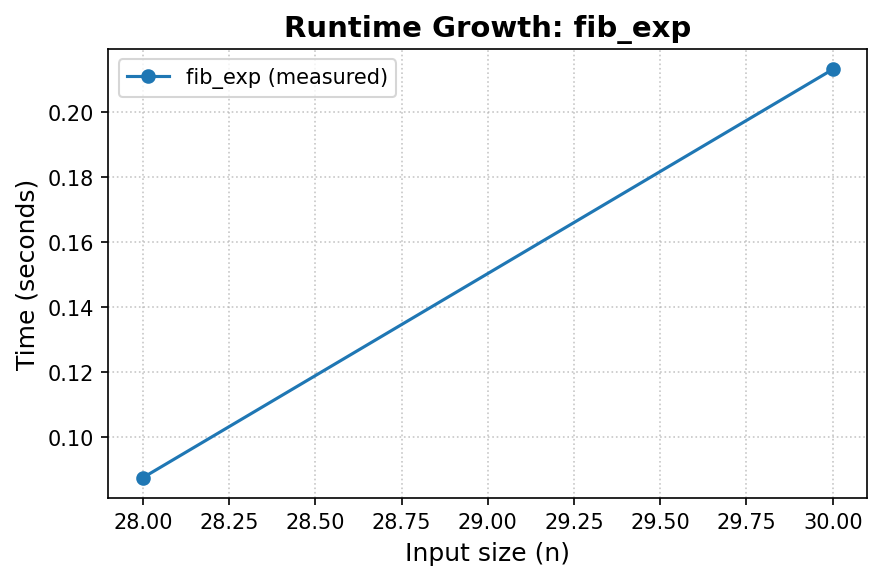 Runtime Growth: fib_exp
fib_exp (measured)
Time (seconds)
0.20
0.18
0.16
0.14
0.12
0.10
28.00 28.25 28.50 28.75 29.00 29.25 29.50 29.75 30.00
Input size (n)